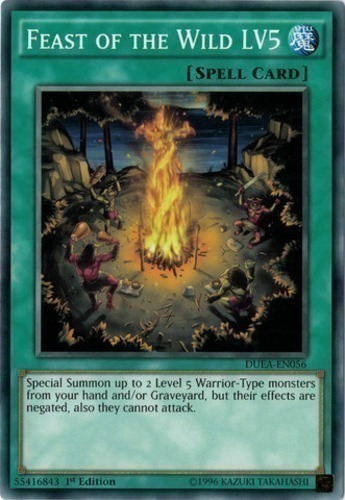 FEAST OF THE WILD LV5
[SPELL CARD]
DUEA-EN056
Special Summon up to 2 Level 5 Warrior-Type monsters
from your hand and/or Graveyard, but their effects are
negated, also they cannot attack.
55416843 1st Edition ©1996 KAZUKI TAKAHASHI